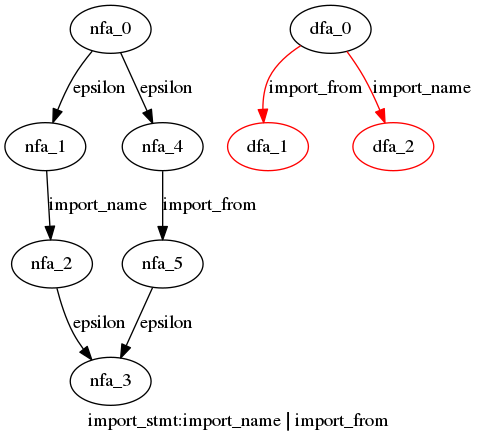 nfa_0
dfa_0
epsilon
epsilon
import_from
import_name
nfa_1
nfa_4
dfa_1
dfa_2
import_name
import_from
nfa_2
nfa_5
epsilon
epsilon
nfa_3
import_stmt:import_name | import_from